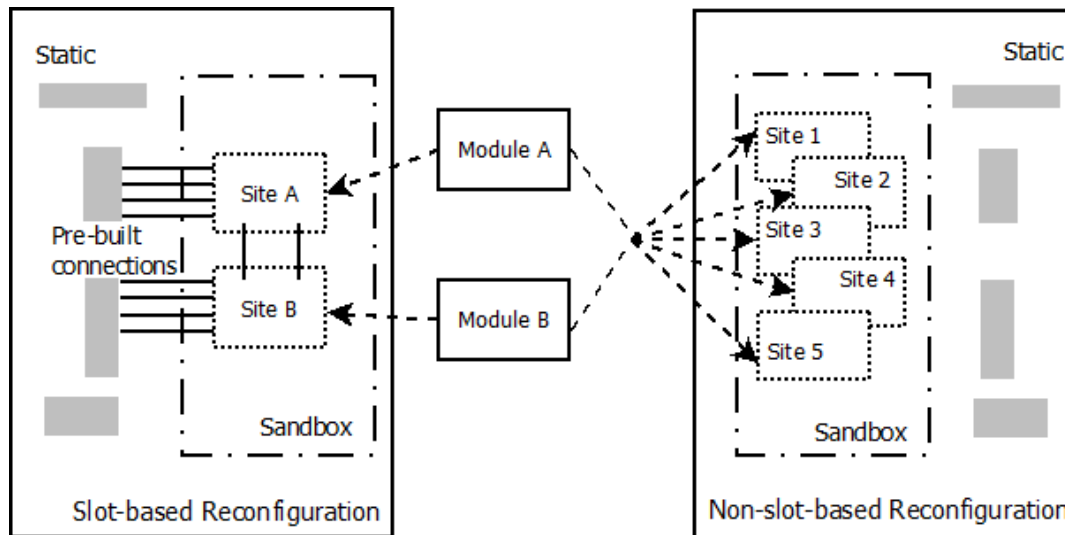 Static
Site A
Pre-built
connections
Site B
Sandbox
Slot-based Reconfiguration
Module A
Module B
Static
Site 1
Site 2
Site 3
Site 4
Site 5
Sandbox
Non-slot-based Reconfiguration